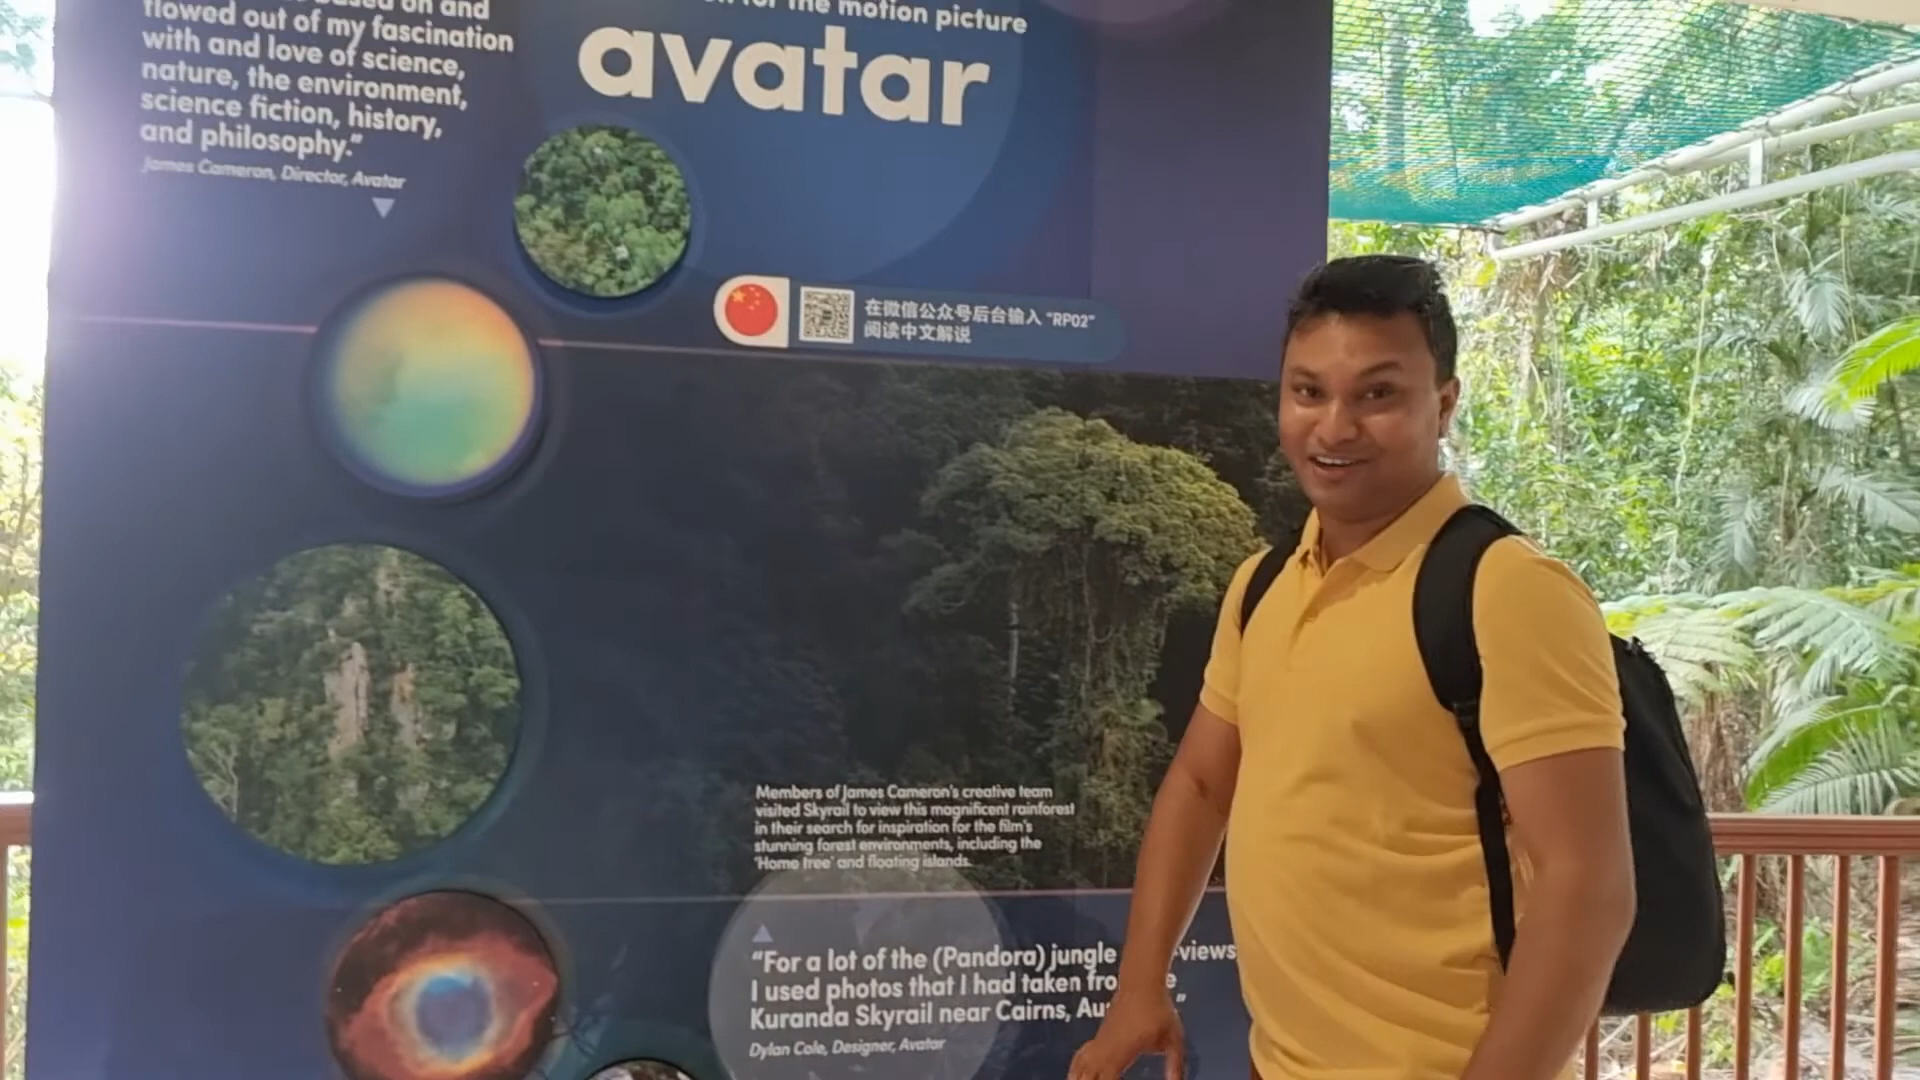 on and
flowed out of my fascination
with and love of science,
nature, the environment,
science fiction, history,
and philosophy."
James Cameron, Director, Avatar
for the motion picture
avatar
在微信公众号后台输入 "RP02"
阅读中文解说
Members of James Cameron's creative team
visited Skyrail to view this magnificent rainforest
in their search for inspiration for the film's
stunning forest environments, including the
'Home tree' and floating islands.
"For a lot of the (Pandora) jungle views
I used photos that I had taken
Kuranda Skyrail near Cairns,
Dylan Cole, Designer, Avatar